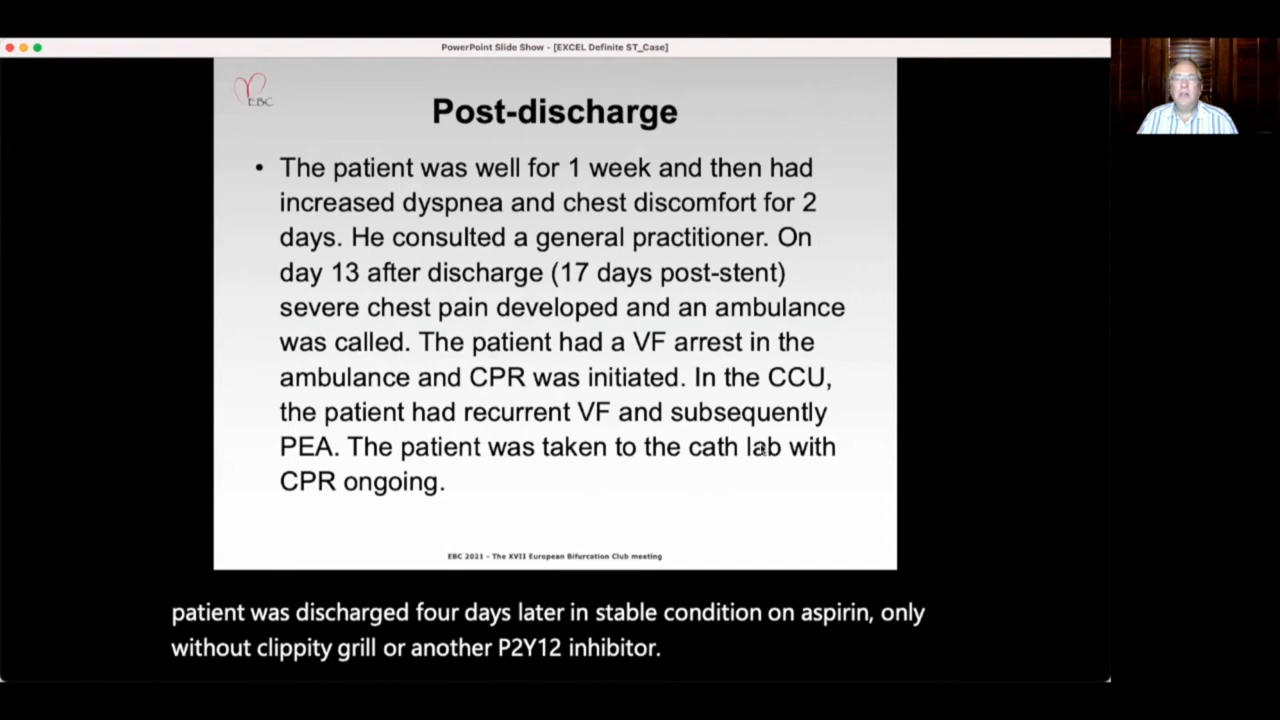 PowerPoint Slide Show - [EXCEL Definite ST_Case]
EBC
Post-discharge
• The patient was well for 1 week and then had
increased dyspnea and chest discomfort for 2
days. He consulted a general practitioner. On
day 13 after discharge (17 days post-stent)
severe chest pain developed and an ambulance
was called. The patient had a VF arrest in the
ambulance and CPR was initiated. In the CCU,
the patient had recurrent VF and subsequently
PEA. The patient was taken to the cath lab with
CPR ongoing.
EBC 2021 - The XVII European Bifurcation Club meeting
patient was discharged four days later in stable condition on aspirin, only
without clippity grill or another P2Y12 inhibitor.